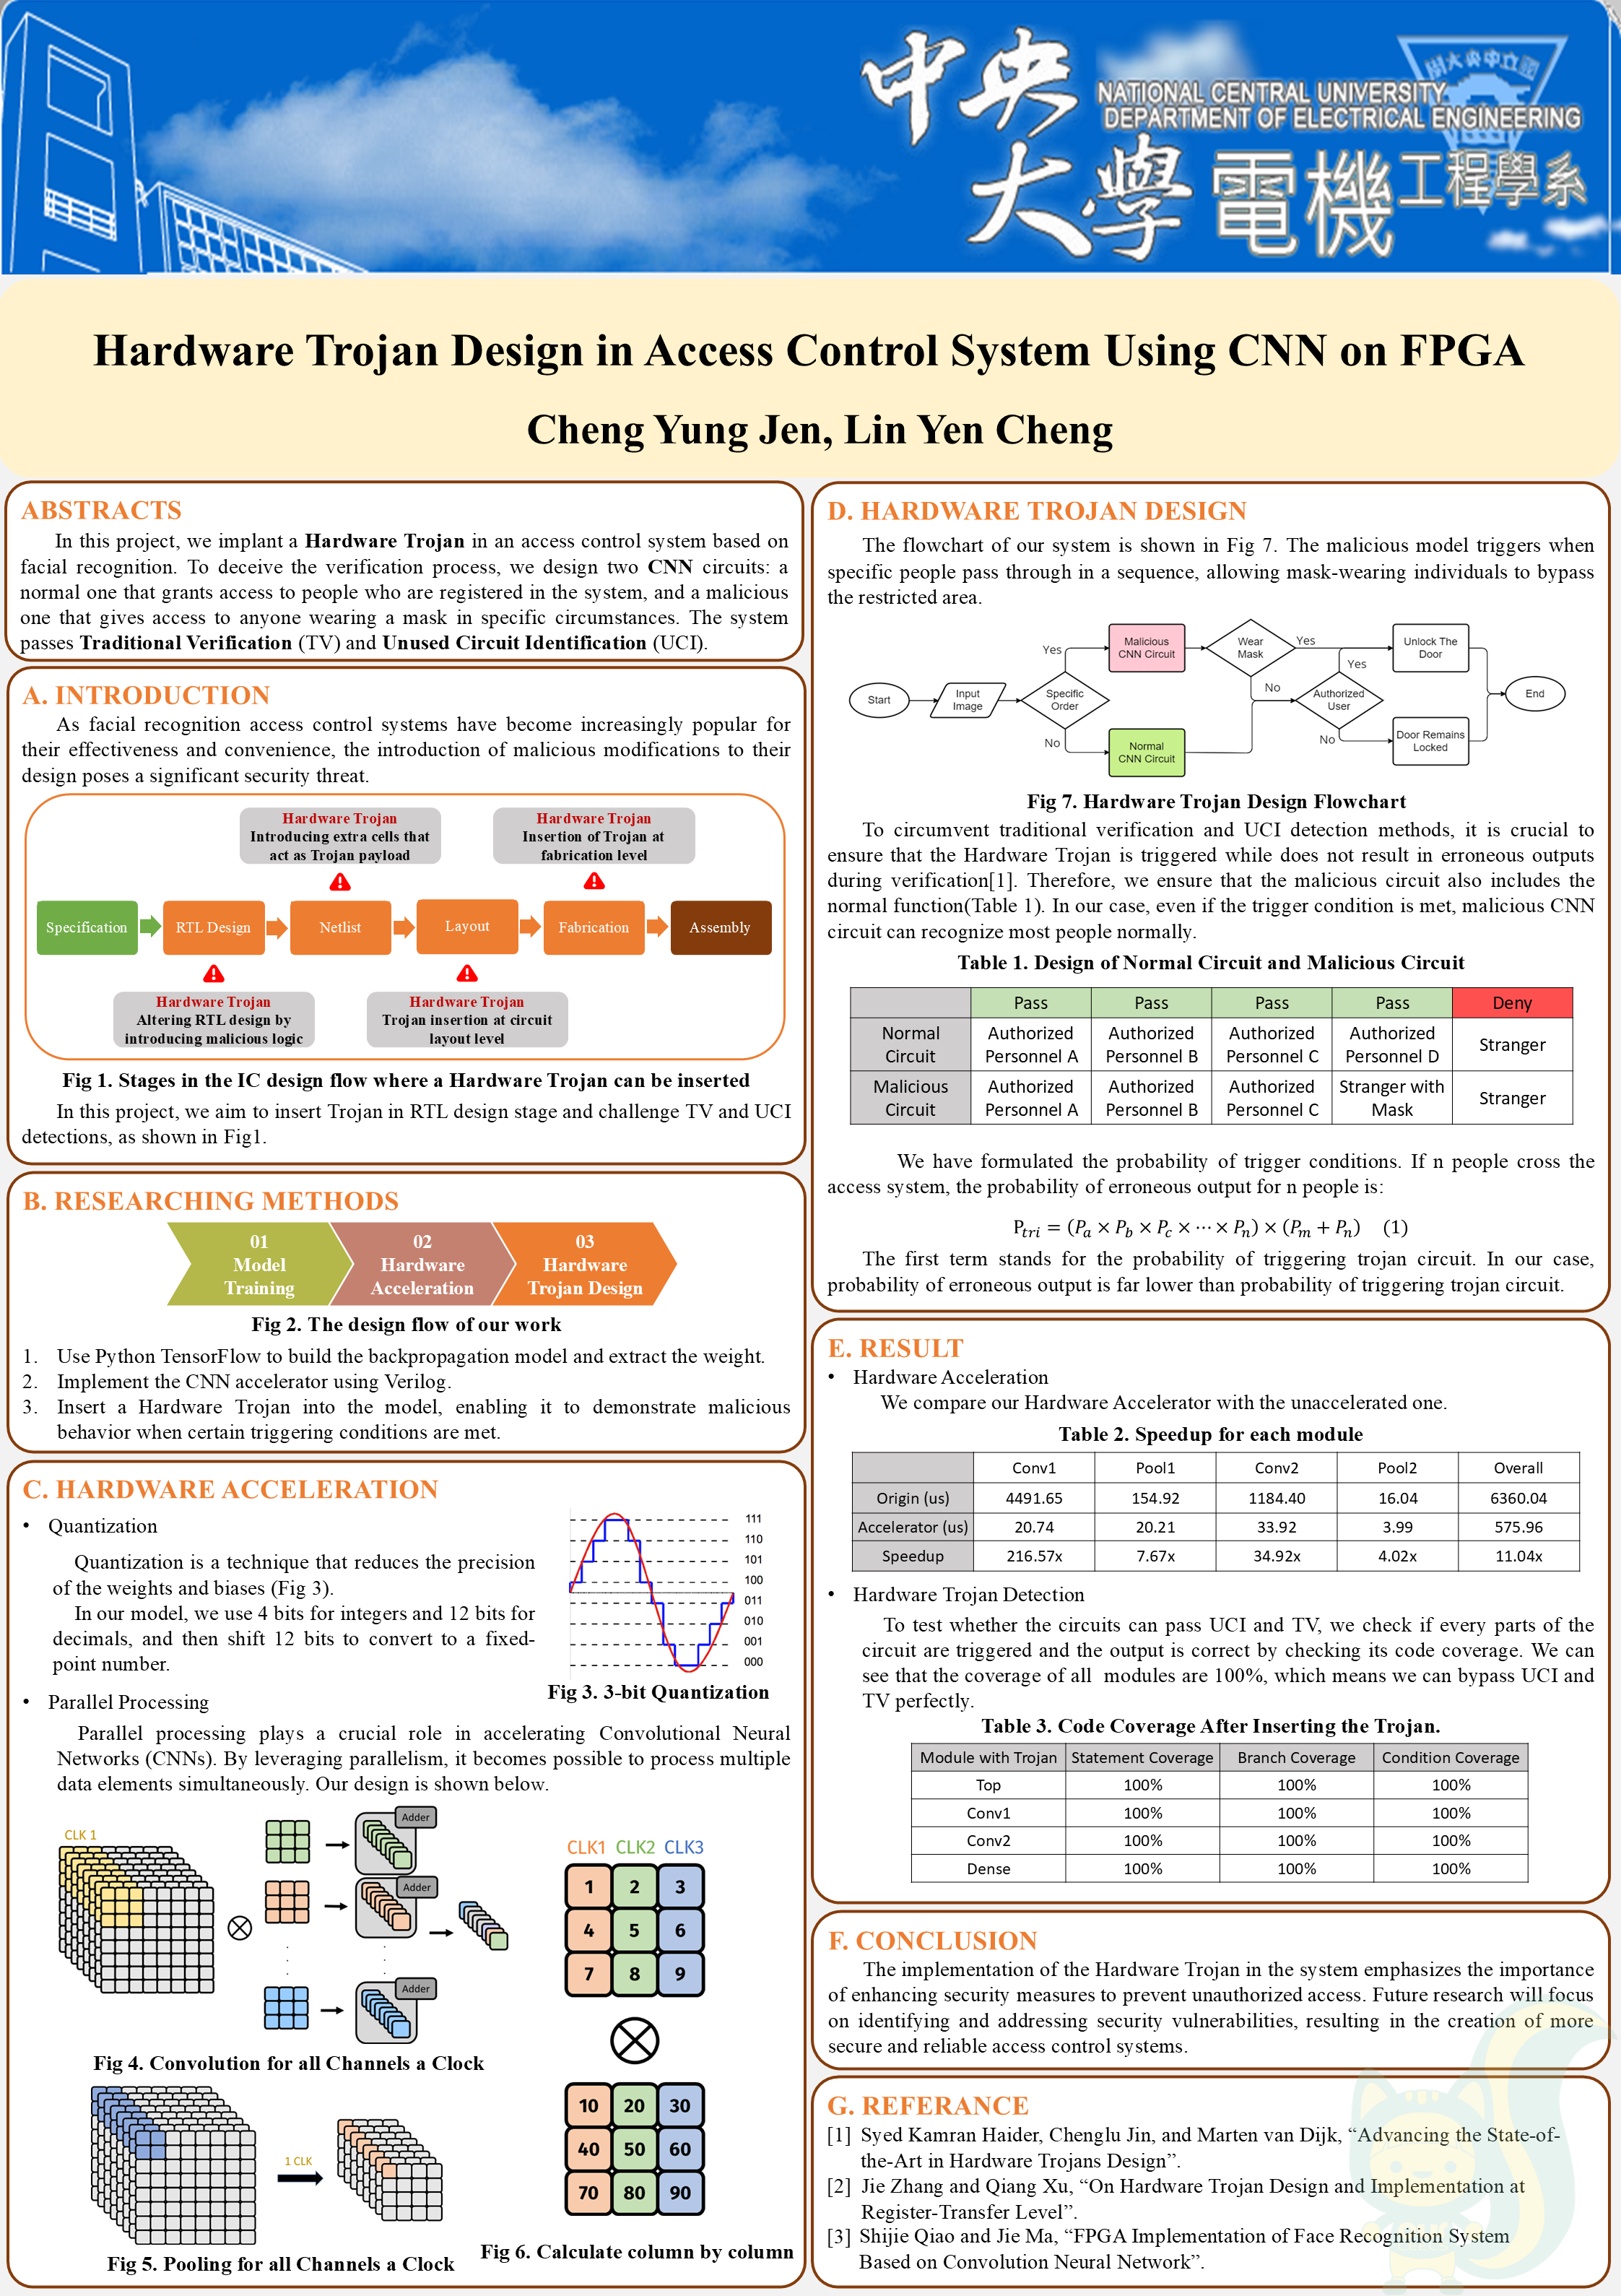 中央大學 電機工程學系
NATIONAL CENTRAL UNIVERSITY
DEPARTMENT OF ELECTRICAL ENGINEERING
Hardware Trojan Design in Access Control System Using CNN on FPGA
Cheng Yung Jen, Lin Yen Cheng
ABSTRACTS
In this project, we implant a Hardware Trojan in an access control system based on
facial recognition. To deceive the verification process, we design two CNN circuits: a
normal one that grants access to people who are registered in the system, and a malicious
one that gives access to anyone wearing a mask in specific circumstances. The system
passes Traditional Verification (TV) and Unused Circuit Identification (UCI).
A. INTRODUCTION
As facial recognition access control systems have become increasingly popular for
their effectiveness and convenience, the introduction of malicious modifications to their
design poses a significant security threat.
Hardware Trojan
Introducing extra cells that
act as Trojan payload
Hardware Trojan
Insertion of Trojan at
fabrication level
Specification
RTL Design
Netlist
Layout
Fabrication
Assembly
Hardware Trojan
Altering RTL design by
introducing malicious logic
Hardware Trojan
Trojan insertion at circuit
layout level
Fig 1. Stages in the IC design flow where a Hardware Trojan can be inserted
In this project, we aim to insert Trojan in RTL design stage and challenge TV and UCI
detections, as shown in Fig1.
B. RESEARCHING METHODS
01
Model
Training
02
Hardware
Acceleration
03
Hardware
Trojan Design
Fig 2. The design flow of our work
1. Use Python TensorFlow to build the backpropagation model and extract the weight.
2. Implement the CNN accelerator using Verilog.
3. Insert a Hardware Trojan into the model, enabling it to demonstrate malicious
behavior when certain triggering conditions are met.
C. HARDWARE ACCELERATION
• Quantization
Quantization is a technique that reduces the precision
of the weights and biases (Fig 3).
In our model, we use 4 bits for integers and 12 bits for
decimals, and then shift 12 bits to convert to a fixed-
point number.
111
110
101
100
011
010
001
000
Fig 3. 3-bit Quantization
• Parallel Processing
Parallel processing plays a crucial role in accelerating Convolutional Neural
Networks (CNNs). By leveraging parallelism, it becomes possible to process multiple
data elements simultaneously. Our design is shown below.
CLK 1
Adder
Adder
Adder
Fig 4. Convolution for all Channels a Clock
1 CLK
Fig 5. Pooling for all Channels a Clock
CLK1 CLK2 CLK3
1 2 3
4 5 6
7 8 9
10 20 30
40 50 60
70 80 90
Fig 6. Calculate column by column
D. HARDWARE TROJAN DESIGN
The flowchart of our system is shown in Fig 7. The malicious model triggers when
specific people pass through in a sequence, allowing mask-wearing individuals to bypass
the restricted area.
Start
Input
Image
Specific
Order
Yes
No
Malicious
CNN Circuit
Normal
CNN Circuit
Wear
Mask
Yes
No
Authorized
User
Yes
No
Unlock The
Door
Door Remains
Locked
End
Fig 7. Hardware Trojan Design Flowchart
To circumvent traditional verification and UCI detection methods, it is crucial to
ensure that the Hardware Trojan is triggered while does not result in erroneous outputs
during verification[1]. Therefore, we ensure that the malicious circuit also includes the
normal function(Table 1). In our case, even if the trigger condition is met, malicious CNN
circuit can recognize most people normally.
Table 1. Design of Normal Circuit and Malicious Circuit
Pass Pass Pass Pass Deny
Normal Circuit Authorized Personnel A Authorized Personnel B Authorized Personnel C Authorized Personnel D Stranger
Malicious Circuit Authorized Personnel A Authorized Personnel B Authorized Personnel C Stranger with Mask Stranger
We have formulated the probability of trigger conditions. If n people cross the
access system, the probability of erroneous output for n people is:
P_tri = (P_a × P_b × P_c × ⋯ × P_n) × (P_m + P_n) (1)
The first term stands for the probability of triggering trojan circuit. In our case,
probability of erroneous output is far lower than probability of triggering trojan circuit.
E. RESULT
• Hardware Acceleration
We compare our Hardware Accelerator with the unaccelerated one.
Table 2. Speedup for each module
Conv1 Pool1 Conv2 Pool2 Overall
Origin (us) 4491.65 154.92 1184.40 16.04 6360.04
Accelerator (us) 20.74 20.21 33.92 3.99 575.96
Speedup 216.57x 7.67x 34.92x 4.02x 11.04x
• Hardware Trojan Detection
To test whether the circuits can pass UCI and TV, we check if every parts of the
circuit are triggered and the output is correct by checking its code coverage. We can
see that the coverage of all modules are 100%, which means we can bypass UCI and
TV perfectly.
Table 3. Code Coverage After Inserting the Trojan.
Module with Trojan Statement Coverage Branch Coverage Condition Coverage
Top 100% 100% 100%
Conv1 100% 100% 100%
Conv2 100% 100% 100%
Dense 100% 100% 100%
F. CONCLUSION
The implementation of the Hardware Trojan in the system emphasizes the importance
of enhancing security measures to prevent unauthorized access. Future research will focus
on identifying and addressing security vulnerabilities, resulting in the creation of more
secure and reliable access control systems.
G. REFERANCE
[1] Syed Kamran Haider, Chenglu Jin, and Marten van Dijk, “Advancing the State-of-
the-Art in Hardware Trojans Design”.
[2] Jie Zhang and Qiang Xu, “On Hardware Trojan Design and Implementation at
Register-Transfer Level”.
[3] Shijie Qiao and Jie Ma, “FPGA Implementation of Face Recognition System
Based on Convolution Neural Network”.